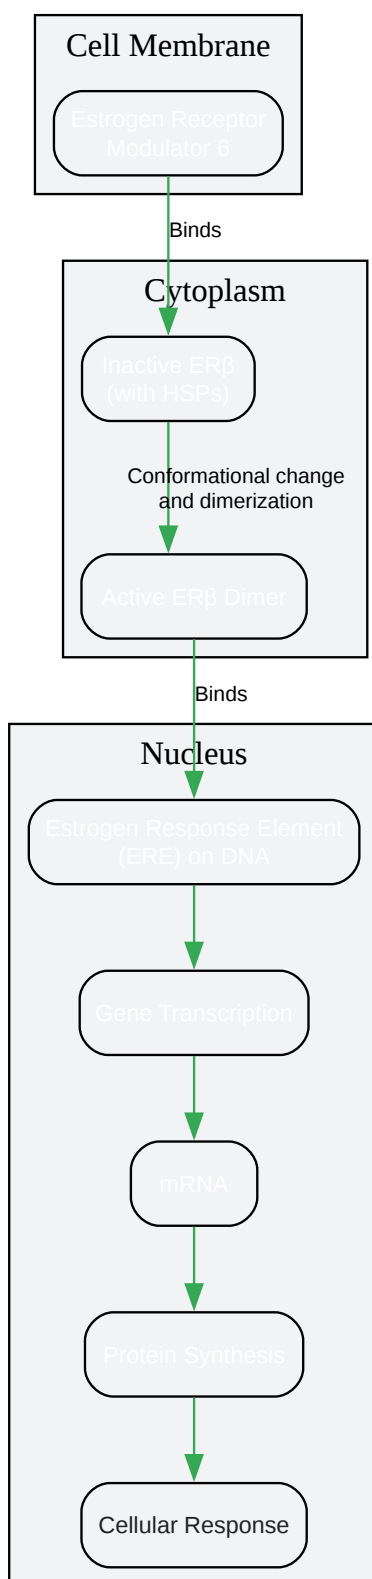 Cell Membrane
Estrogen Receptor
Modulator 6
Binds
Cytoplasm
Inactive ERβ
(with HSPs)
Conformational change
and dimerization
Active ERβ Dimer
Binds
Nucleus
Estrogen Response Element
(ERE) on DNA
Gene Transcription
mRNA
Protein Synthesis
Cellular Response